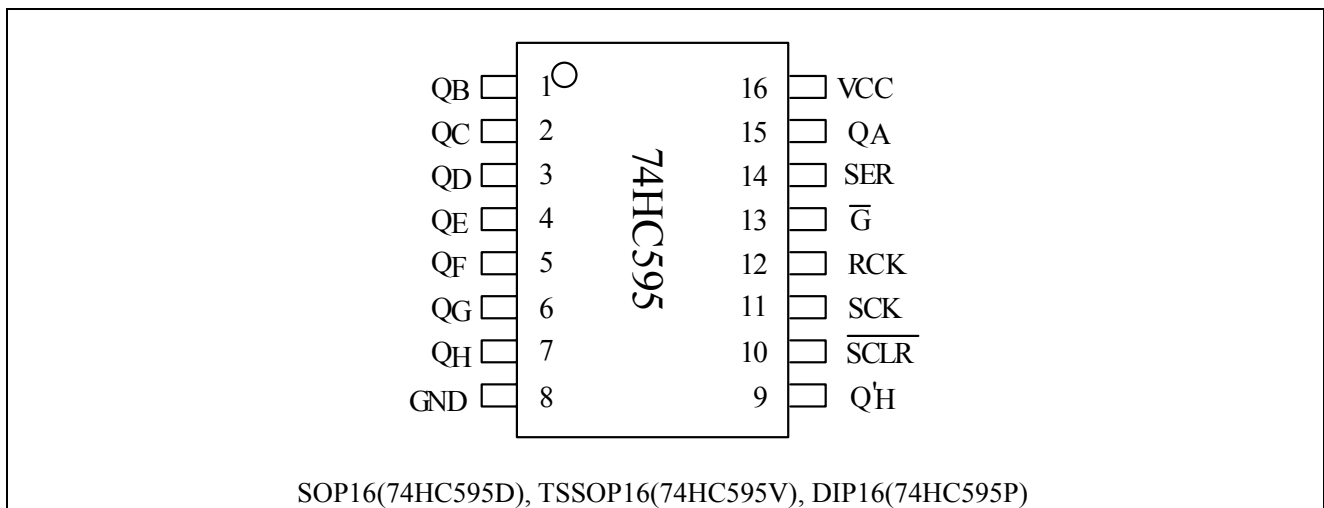 QB 1 16 VCC
QC 2 15 QA
QD 3 14 SER
QE 4 13 G̅
QF 5 12 RCK
QG 6 11 SCK
QH 7 10 S̅C̅L̅R̅
GND 8 9 Q'H
74HC595
SOP16(74HC595D), TSSOP16(74HC595V), DIP16(74HC595P)